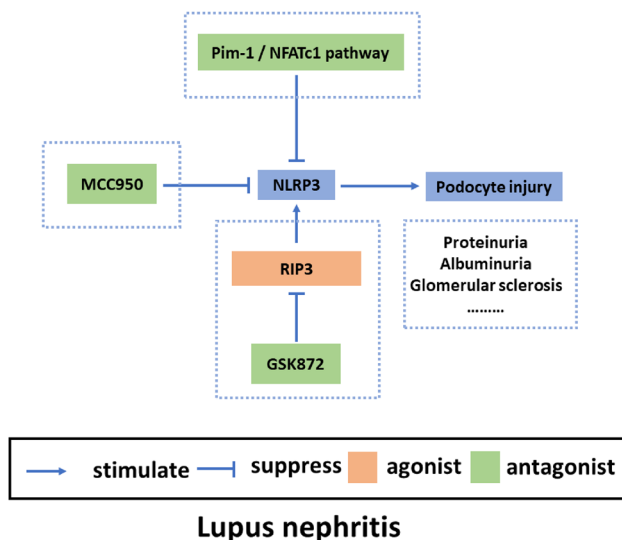 Pim-1 / NFATc1 pathway
MCC950
NLRP3
Podocyte injury
RIP3
Proteinuria
Albuminuria
Glomerular sclerosis
.........
GSK872
stimulate suppress agonist antagonist
Lupus nephritis